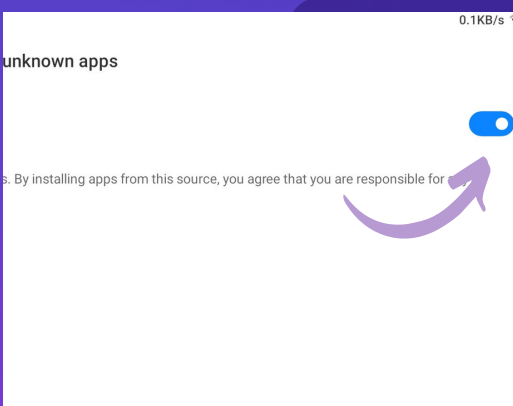 0.1KB/s
unknown apps
s. By installing apps from this source, you agree that you are responsible for